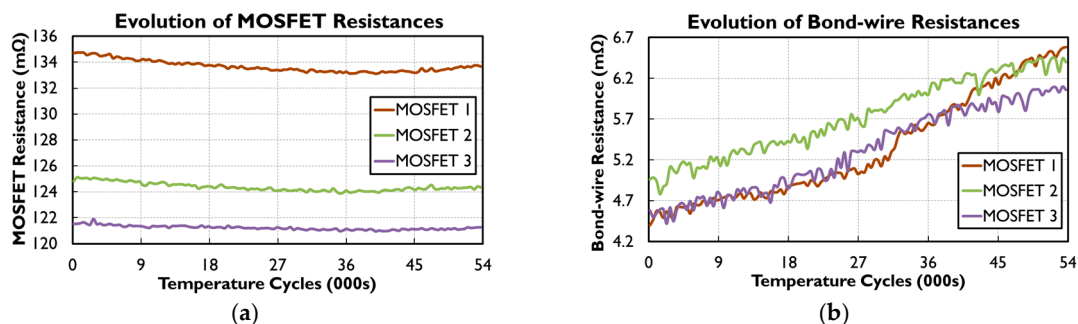 Evolution of MOSFET Resistances
MOSFET Resistance (mΩ)
136
134
132
130
128
126
124
122
120
MOSFET 1
MOSFET 2
MOSFET 3
0 9 18 27 36 45 54
Temperature Cycles (000s)
(a)
Evolution of Bond-wire Resistances
Bond-wire Resistance (mΩ)
6.7
6.2
5.7
5.2
4.7
4.2
MOSFET 1
MOSFET 2
MOSFET 3
0 9 18 27 36 45 54
Temperature Cycles (000s)
(b)